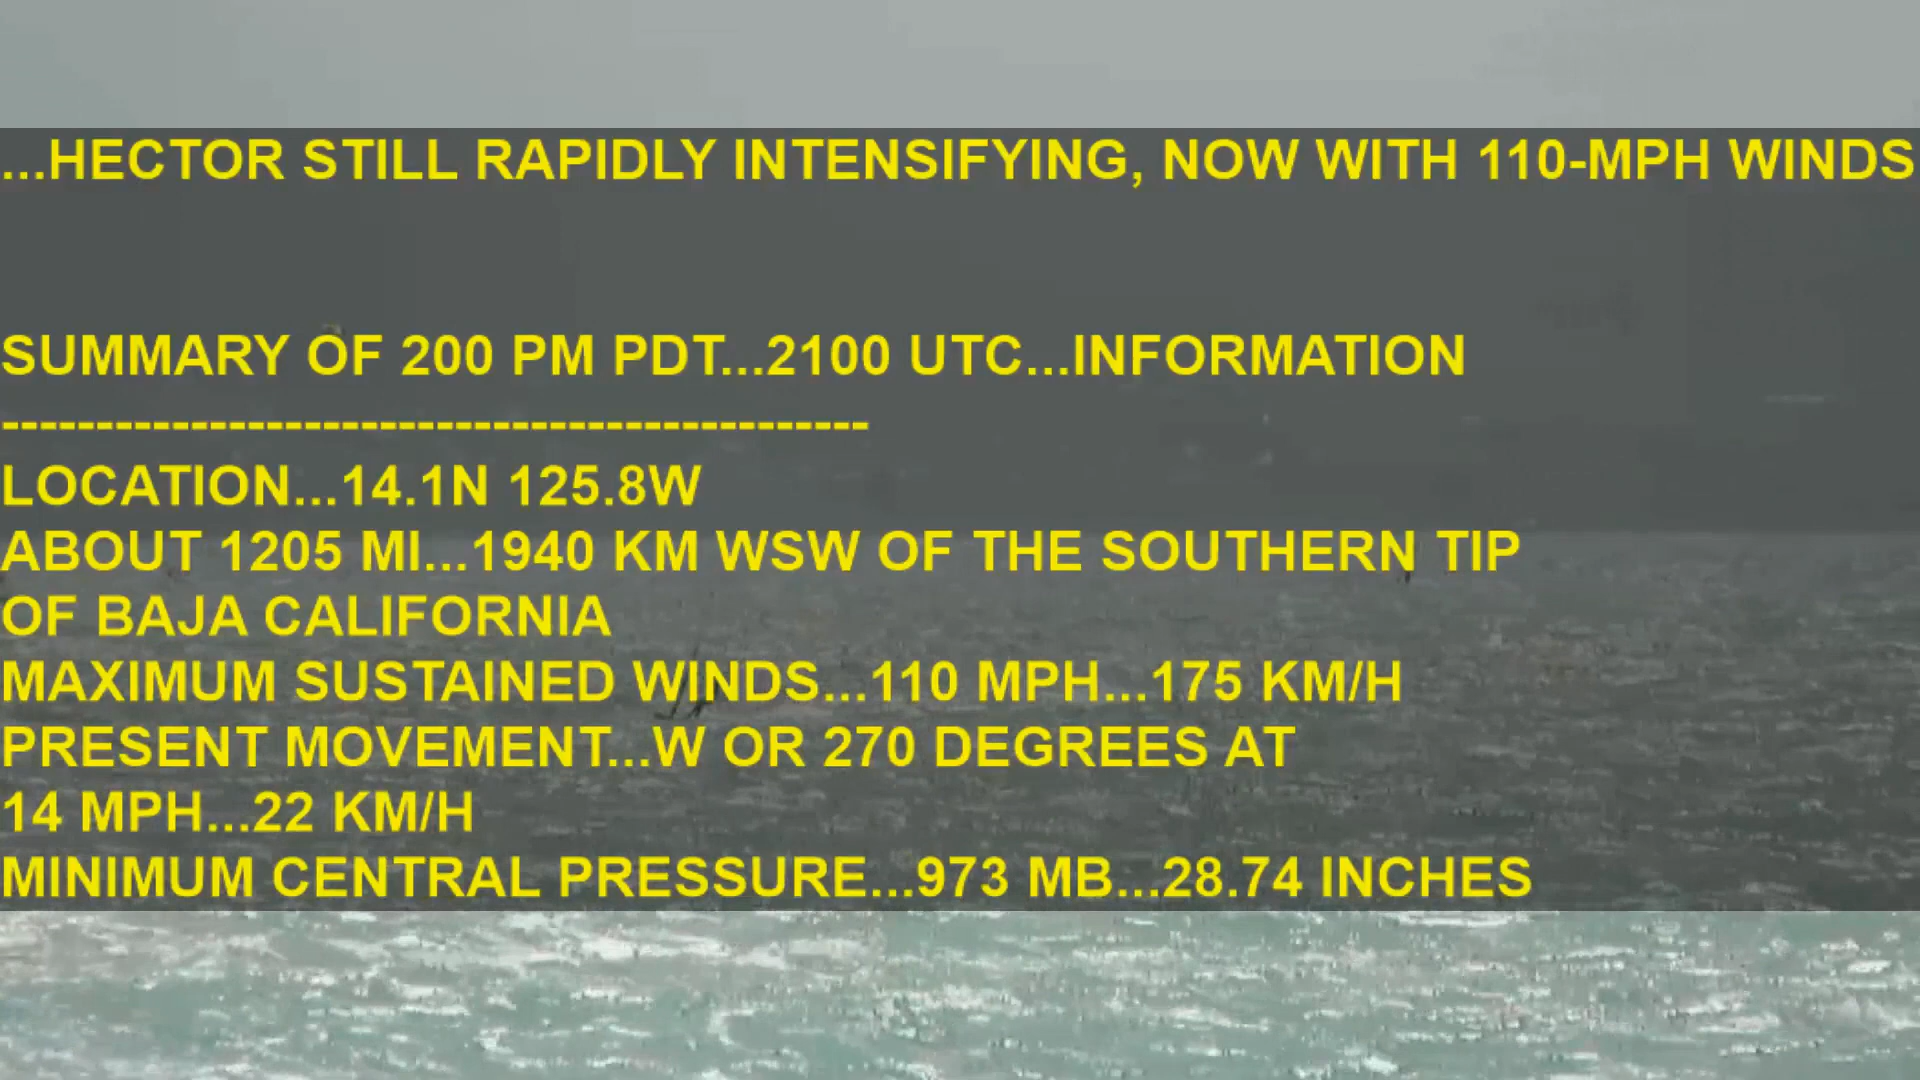 ...HECTOR STILL RAPIDLY INTENSIFYING, NOW WITH 110-MPH WINDS
SUMMARY OF 200 PM PDT...2100 UTC...INFORMATION
----------------------------------------------
LOCATION...14.1N 125.8W
ABOUT 1205 MI...1940 KM WSW OF THE SOUTHERN TIP
OF BAJA CALIFORNIA
MAXIMUM SUSTAINED WINDS...110 MPH...175 KM/H
PRESENT MOVEMENT...W OR 270 DEGREES AT
14 MPH...22 KM/H
MINIMUM CENTRAL PRESSURE...973 MB...28.74 INCHES